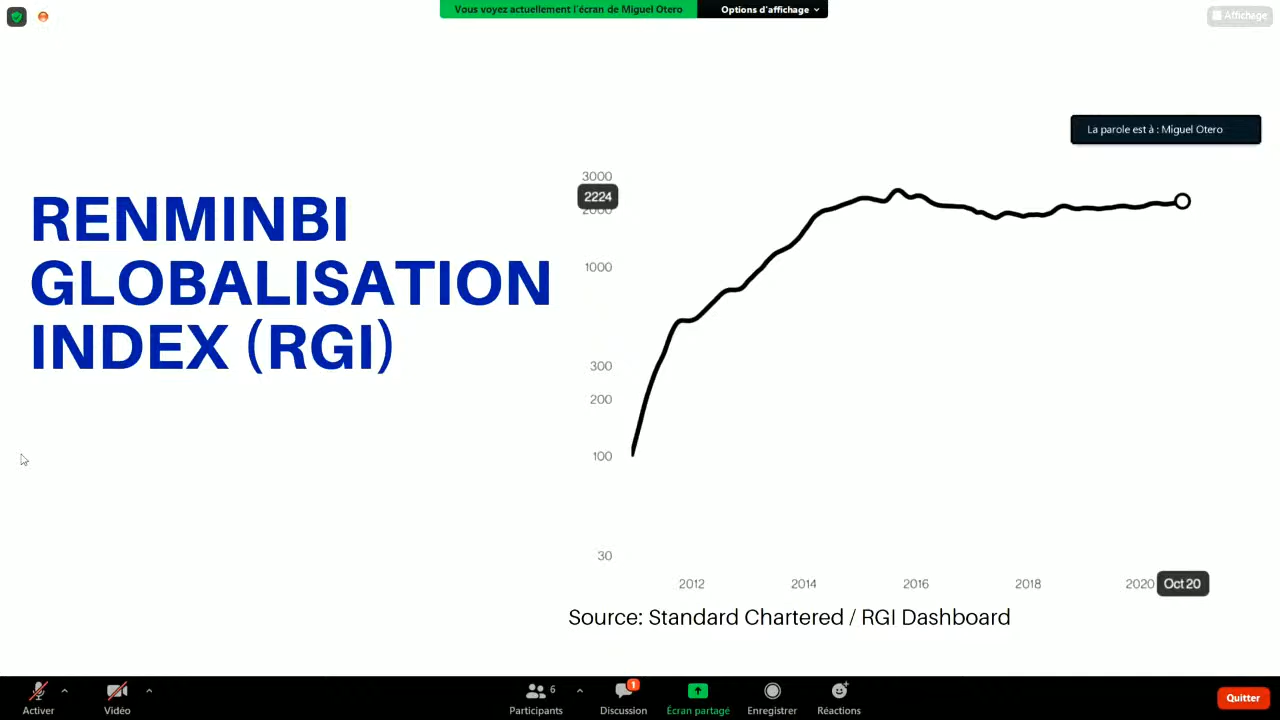 Vous voyez actuellement l'écran de Miguel Otero
Options d'affichage
Affichage
La parole est à : Miguel Otero
RENMINBI
GLOBALISATION
INDEX (RGI)
3000
2224
2000
1000
300
200
100
30
2012
2014
2016
2018
2020
Oct 20
Source: Standard Chartered / RGI Dashboard
Activer
Vidéo
6
Participants
1
Discussion
Écran partagé
Enregistrer
Réactions
Quitter